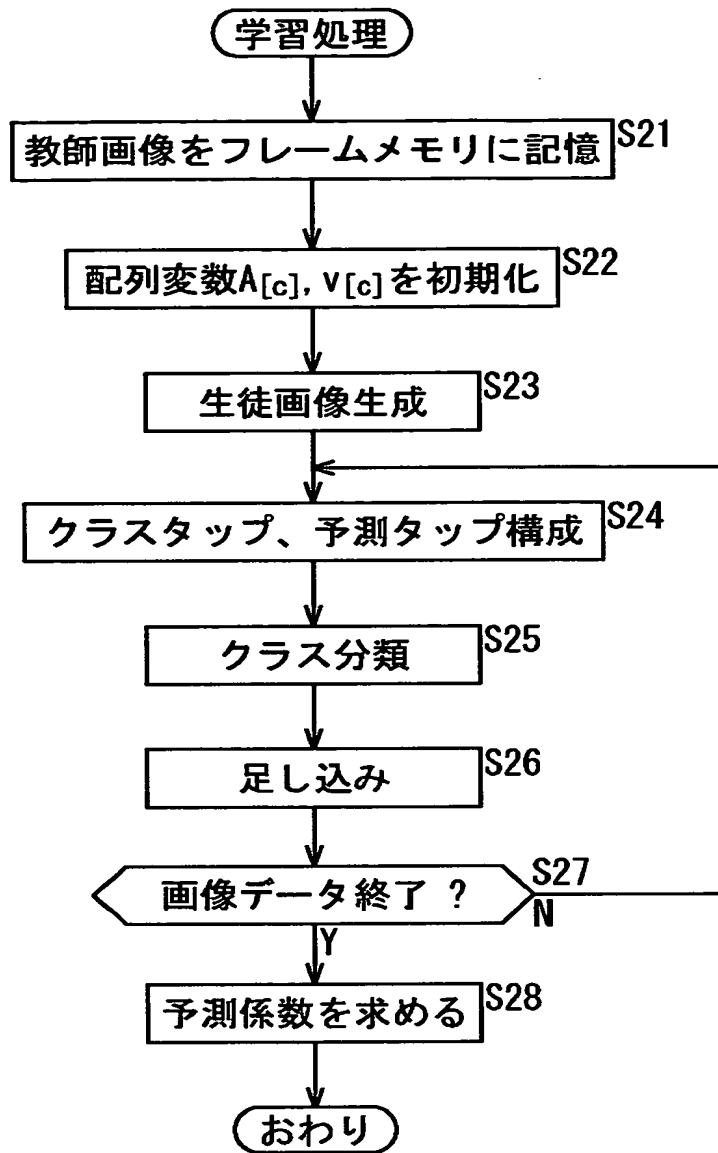 学習処理
教師画像をフレームメモリに記憶 S21
配列変数A[c], v[c]を初期化 S22
生徒画像生成 S23
クラスタップ、予測タップ構成 S24
クラス分類 S25
足し込み S26
画像データ終了 ? S27
N
Y
予測係数を求める S28
おわり